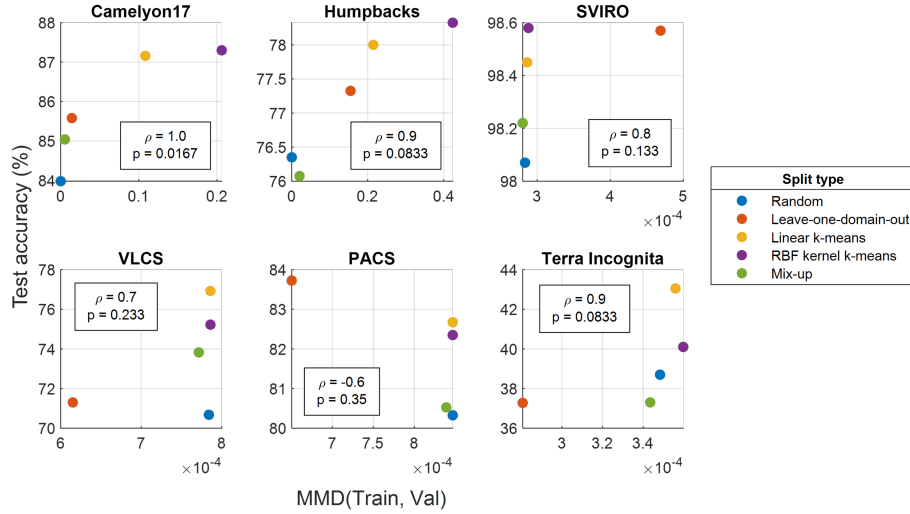 Camelyon17
88
87
86
85
84
0
0.1
0.2
ρ = 1.0
p = 0.0167
Humpbacks
78
77.5
77
76.5
76
0
0.2
0.4
ρ = 0.9
p = 0.0833
SVIRO
98.6
98.4
98.2
98
3
4
5
×10⁻⁴
ρ = 0.8
p = 0.133
Test accuracy (%)
Split type
Random
Leave-one-domain-out
Linear k-means
RBF kernel k-means
Mix-up
VLCS
78
76
74
72
70
6
7
8
×10⁻⁴
ρ = 0.7
p = 0.233
PACS
84
83
82
81
80
7
7.5
8
×10⁻⁴
ρ = -0.6
p = 0.35
Terra Incognita
44
42
40
38
36
3
3.2
3.4
×10⁻⁴
ρ = 0.9
p = 0.0833
MMD(Train, Val)